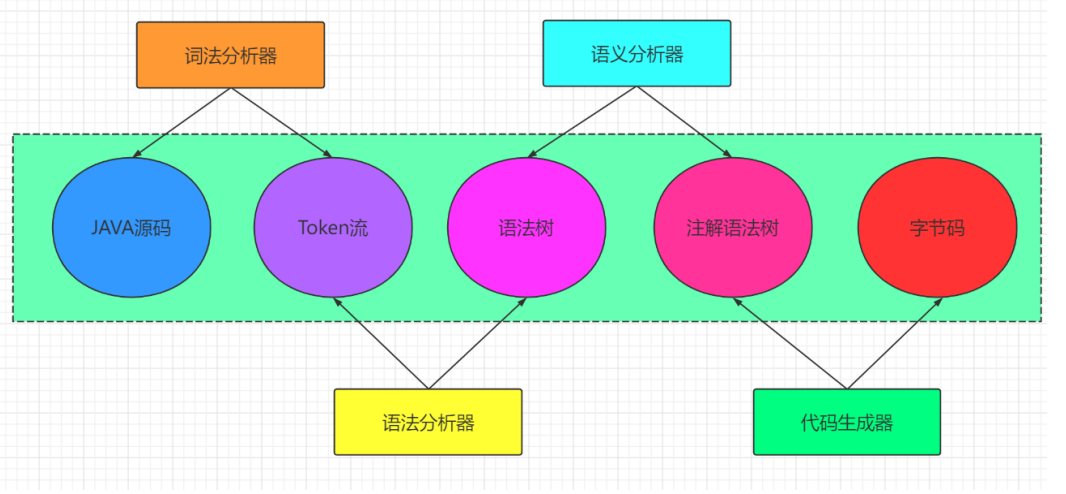 词法分析器
语义分析器
JAVA源码
Token流
语法树
注解语法树
字节码
语法分析器
代码生成器